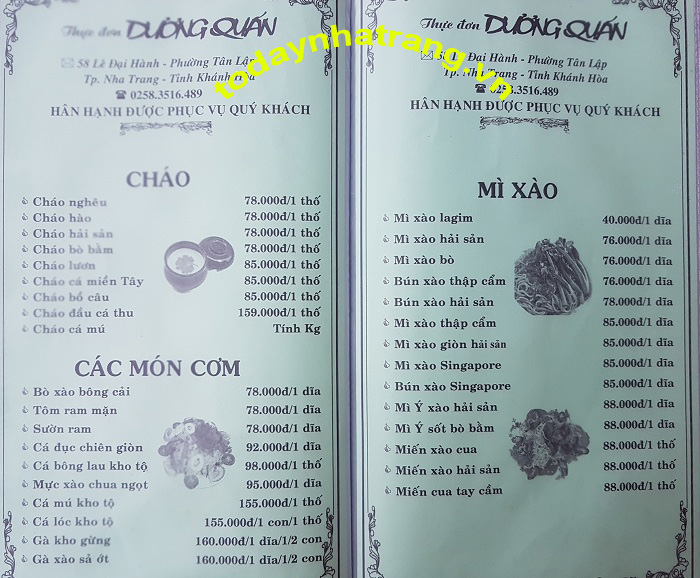 Thực đơn DƯỠNG QUÁN
58 Lê Đại Hành - Phường Tân Lập
Tp. Nha Trang - Tỉnh Khánh Hòa
☎ 0258.3516.489
HÂN HẠNH ĐƯỢC PHỤC VỤ QUÝ KHÁCH
CHÁO
Cháo nghêu 78.000đ/1 thố
Cháo hào 78.000đ/1 thố
Cháo hải sản 78.000đ/1 thố
Cháo bò bằm 78.000đ/1 thố
Cháo lươn 85.000đ/1 thố
Cháo cá miền Tây 85.000đ/1 thố
Cháo bồ câu 85.000đ/1 thố
Cháo đầu cá thu 159.000đ/1 thố
Cháo cá mú Tính Kg
CÁC MÓN CƠM
Bò xào bông cải 78.000đ/1 dĩa
Tôm ram mặn 78.000đ/1 dĩa
Sườn ram 78.000đ/1 dĩa
Cá đục chiên giòn 92.000đ/1 dĩa
Cá bông lau kho tộ 98.000đ/1 thố
Mực xào chua ngọt 95.000đ/1 dĩa
Cá mú kho tộ 155.000đ/1 thố
Cá lóc kho tộ 155.000đ/1 con/1 thố
Gà kho gừng 160.000đ/1 dĩa/1/2 con
Gà xào sả ớt 160.000đ/1 dĩa/1/2 con
Thực đơn DƯỠNG QUÁN
Đại Hành - Phường Tân Lập
Tp. Nha Trang - Tỉnh Khánh Hòa
☎ 0258.3516.489
HÂN HẠNH ĐƯỢC PHỤC VỤ QUÝ KHÁCH
MÌ XÀO
Mì xào lagim 40.000đ/1 dĩa
Mì xào hải sản 76.000đ/1 dĩa
Mì xào bò 76.000đ/1 dĩa
Bún xào thập cẩm 76.000đ/1 dĩa
Bún xào hải sản 78.000đ/1 dĩa
Mì xào thập cẩm 85.000đ/1 dĩa
Mì xào giòn hải sản 85.000đ/1 dĩa
Mì xào Singapore 85.000đ/1 dĩa
Bún xào Singapore 85.000đ/1 dĩa
Mì Ý xào hải sản 88.000đ/1 dĩa
Mì Ý sốt bò bằm 88.000đ/1 dĩa
Miến xào cua 88.000đ/1 thố
Miến xào hải sản 88.000đ/1 thố
Miến cua tay cầm 88.000đ/1 thố
todaynhatrang.vn